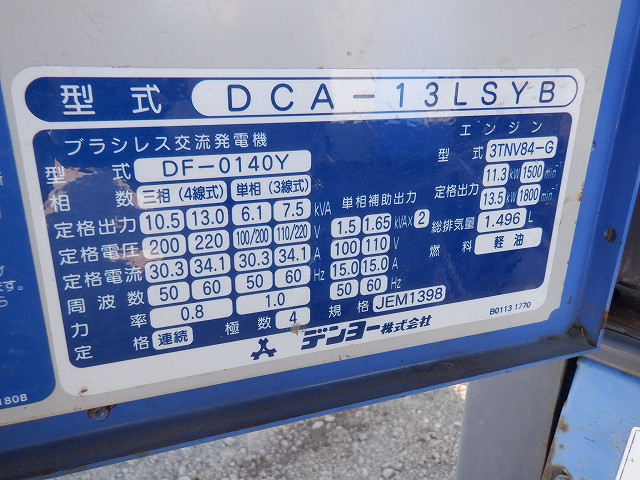 型式 DCA-13LSYB
ブラシレス交流発電機
型式 DF-0140Y
相数 三相(4線式) 単相(3線式) 単相補助出力
定格出力 10.5 13.0 6.1 7.5 kVA 1.5 1.65 kVA×2
定格電圧 200 220 100/200 110/220 V 100 110 V
定格電流 30.3 34.1 30.3 34.1 A 15.0 15.0 A
周波数 50 60 50 60 Hz 50 60 Hz
力率 0.8 1.0 規格 JEM1398
定格 連続 極数 4
エンジン
型式 3TNV84-G
定格出力 11.3 kW 1500 min⁻¹
13.5 kW 1800 min⁻¹
総排気量 1.496 L
燃料 軽油
デンヨー株式会社
B0113 1770
180B